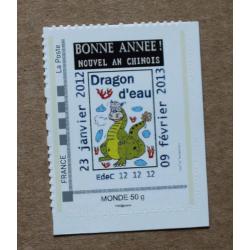 BONNE ANNEE!
NOUVEL AN CHINOIS
Dragon
d'eau
23 janvier 2012
09 février 2013
EdeC 12 12 12
La Poste
FRANCE
MONDE 50 g